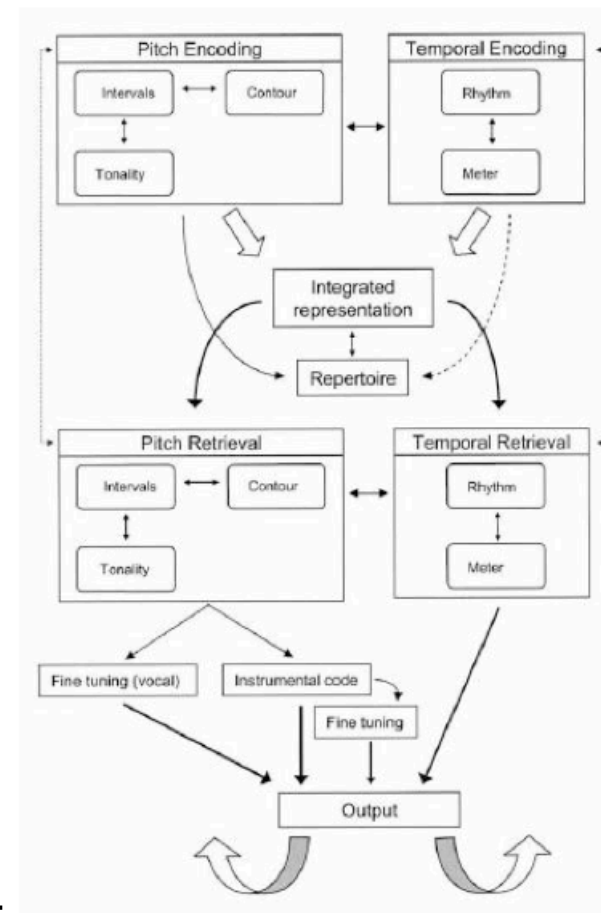 Pitch Encoding
Temporal Encoding
Intervals
Contour
Rhythm
Tonality
Meter
Integrated
representation
Repertoire
Pitch Retrieval
Temporal Retrieval
Intervals
Contour
Rhythm
Tonality
Meter
Fine tuning (vocal)
Instrumental code
Fine tuning
Output